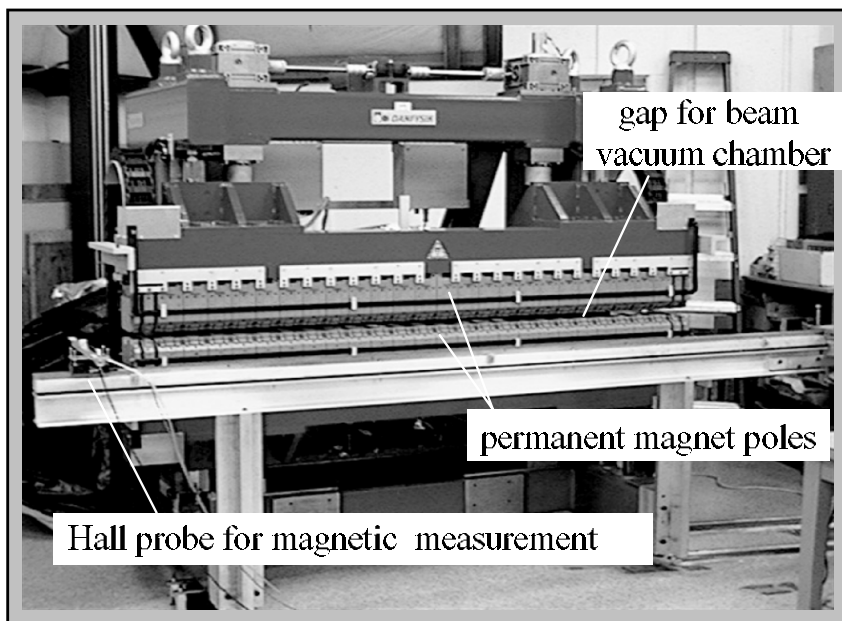 DANFYSIK
gap for beam
vacuum chamber
permanent magnet poles
Hall probe for magnetic measurement